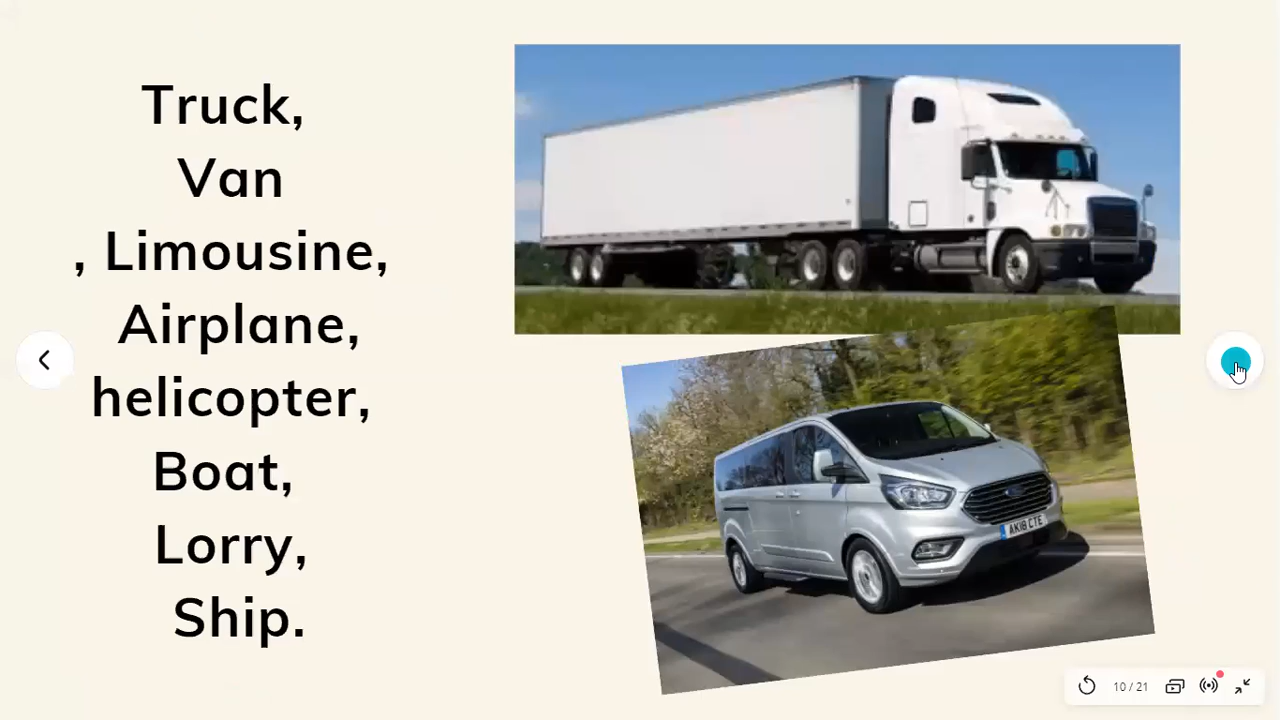 Truck,
Van
, Limousine,
Airplane,
helicopter,
Boat,
Lorry,
Ship.
AK18 CTE
10 / 21